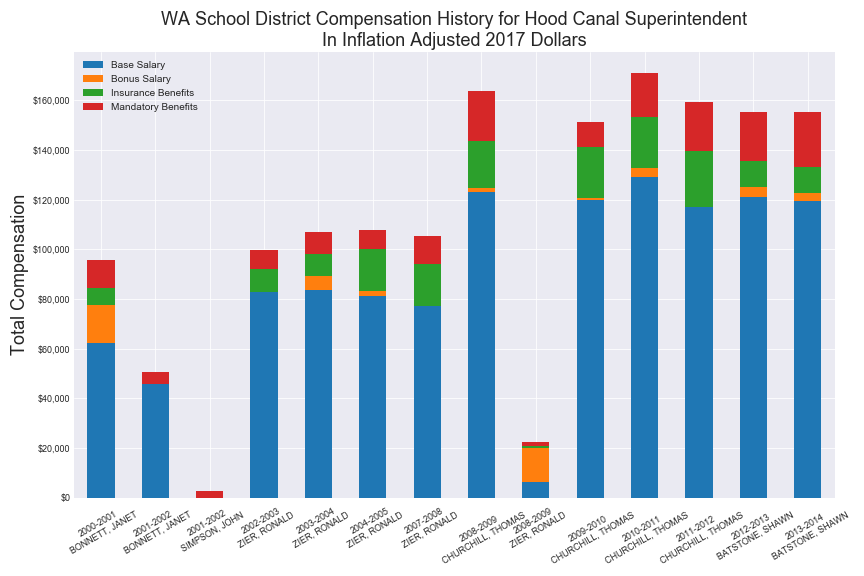 WA School District Compensation History for Hood Canal Superintendent
In Inflation Adjusted 2017 Dollars
Base Salary
Bonus Salary
Insurance Benefits
Mandatory Benefits
Total Compensation
$160,000
$140,000
$120,000
$100,000
$80,000
$60,000
$40,000
$20,000
$0
2000-2001
BONNETT, JANET
2001-2002
BONNETT, JANET
2001-2002
SIMPSON, JOHN
2002-2003
ZIER, RONALD
2003-2004
ZIER, RONALD
2004-2005
ZIER, RONALD
2007-2008
ZIER, RONALD
2008-2009
CHURCHILL, THOMAS
2008-2009
ZIER, RONALD
2009-2010
CHURCHILL, THOMAS
2010-2011
CHURCHILL, THOMAS
2011-2012
CHURCHILL, THOMAS
2012-2013
BATSTONE, SHAWN
2013-2014
BATSTONE, SHAWN